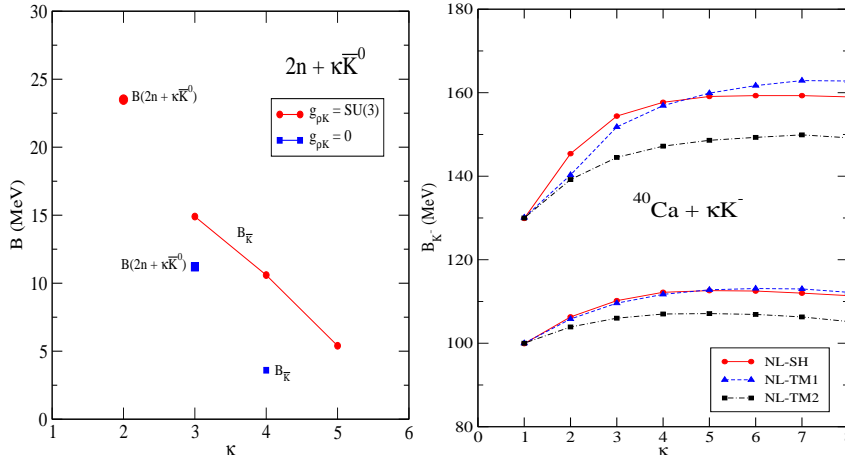 30
25
20
15
10
5
0
B (MeV)
1 2 3 4 5 6
κ
2n + κK̅⁰
B(2n + κK̅⁰)
g_ρK = SU(3)
g_ρK = 0
B_K̅
B(2n + κK̅⁰)
B_K̅
180
160
140
120
100
80
B_K⁻ (MeV)
0 1 2 3 4 5 6 7 8
κ
⁴⁰Ca + κK⁻
NL-SH
NL-TM1
NL-TM2